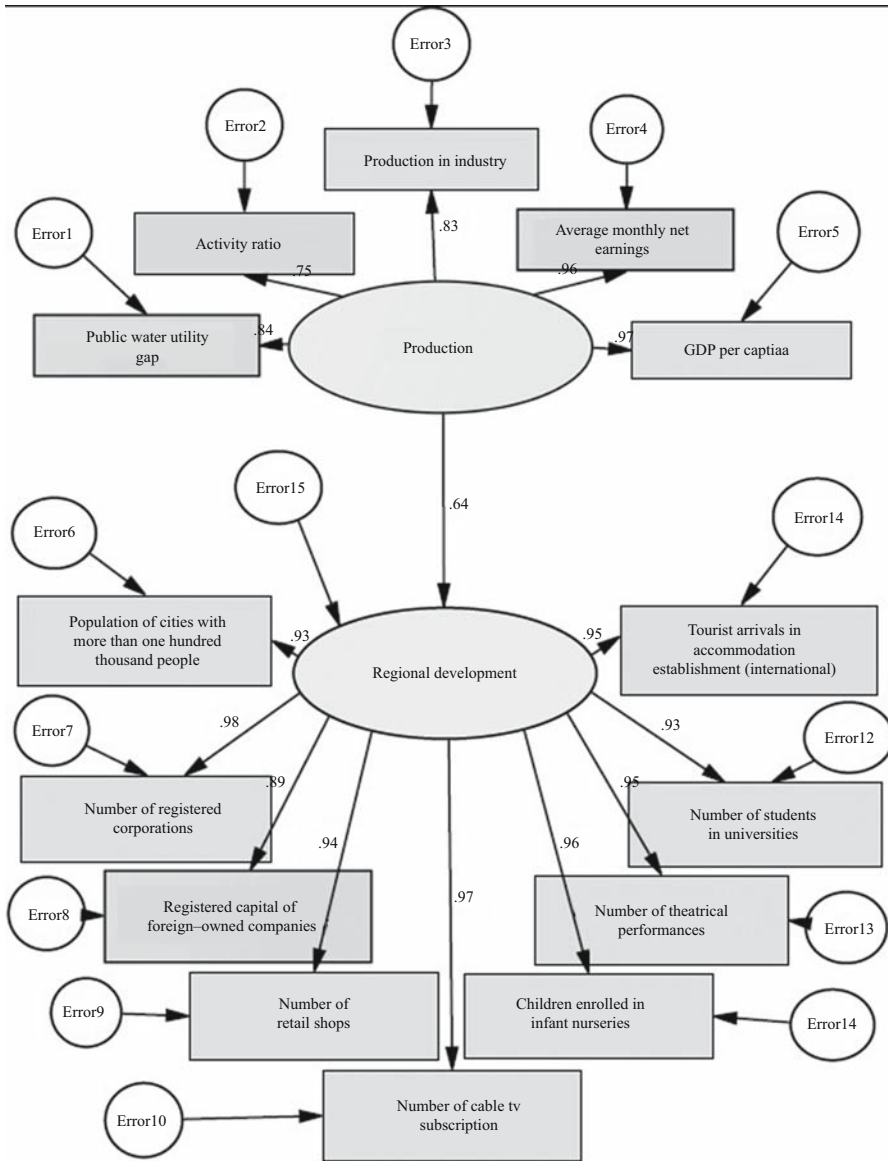 Error3
Error2
Error4
Production in industry
Error1
Error5
Activity ratio
.83
Average monthly net
earnings
.75
.96
Public water utility
gap
.84
Production
.97
GDP per captiaa
Error15
.64
Error6
Error14
Population of cities with
more than one hundred
thousand people
.93
Regional development
.95
Tourist arrivals in
accommodation
establishment (international)
Error7
.98
.93
Error12
.89
.95
Number of registered
corporations
Number of students
in universities
.94
.96
.97
Error8
Registered capital of
foreign–owned companies
Number of theatrical
performances
Error13
Error9
Number of
retail shops
Children enrolled in
infant nurseries
Error14
Error10
Number of cable tv
subscription